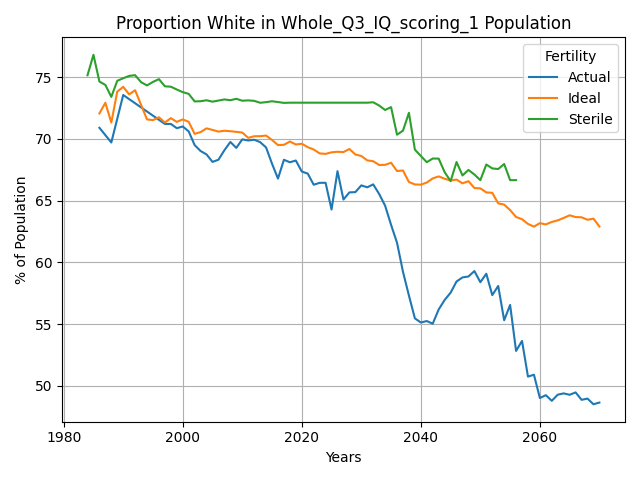 Proportion White in Whole_Q3_IQ_scoring_1 Population
Fertility
Actual
Ideal
Sterile
% of Population
75
70
65
60
55
50
1980
2000
2020
2040
2060
Years